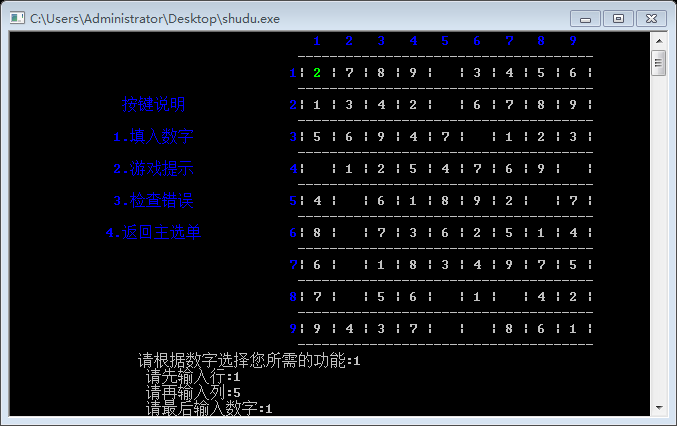 C:\Users\Administrator\Desktop\shudu.exe
1 2 3 4 5 6 7 8 9
1¦ 2 ¦ 7 ¦ 8 ¦ 9 ¦   ¦ 3 ¦ 4 ¦ 5 ¦ 6 ¦
按键说明
2¦ 1 ¦ 3 ¦ 4 ¦ 2 ¦   ¦ 6 ¦ 7 ¦ 8 ¦ 9 ¦
1.填入数字
3¦ 5 ¦ 6 ¦ 9 ¦ 4 ¦ 7 ¦   ¦ 1 ¦ 2 ¦ 3 ¦
2.游戏提示
4¦   ¦ 1 ¦ 2 ¦ 5 ¦ 4 ¦ 7 ¦ 6 ¦ 9 ¦   ¦
3.检查错误
5¦ 4 ¦   ¦ 6 ¦ 1 ¦ 8 ¦ 9 ¦ 2 ¦   ¦ 7 ¦
4.返回主选单
6¦ 8 ¦   ¦ 7 ¦ 3 ¦ 6 ¦ 2 ¦ 5 ¦ 1 ¦ 4 ¦
7¦ 6 ¦   ¦ 1 ¦ 8 ¦ 3 ¦ 4 ¦ 9 ¦ 7 ¦ 5 ¦
8¦ 7 ¦   ¦ 5 ¦ 6 ¦   ¦ 1 ¦   ¦ 4 ¦ 2 ¦
9¦ 9 ¦ 4 ¦ 3 ¦ 7 ¦   ¦   ¦ 8 ¦ 6 ¦ 1 ¦
请根据数字选择您所需的功能:1
请先输入行:1
请再输入列:5
请最后输入数字:1